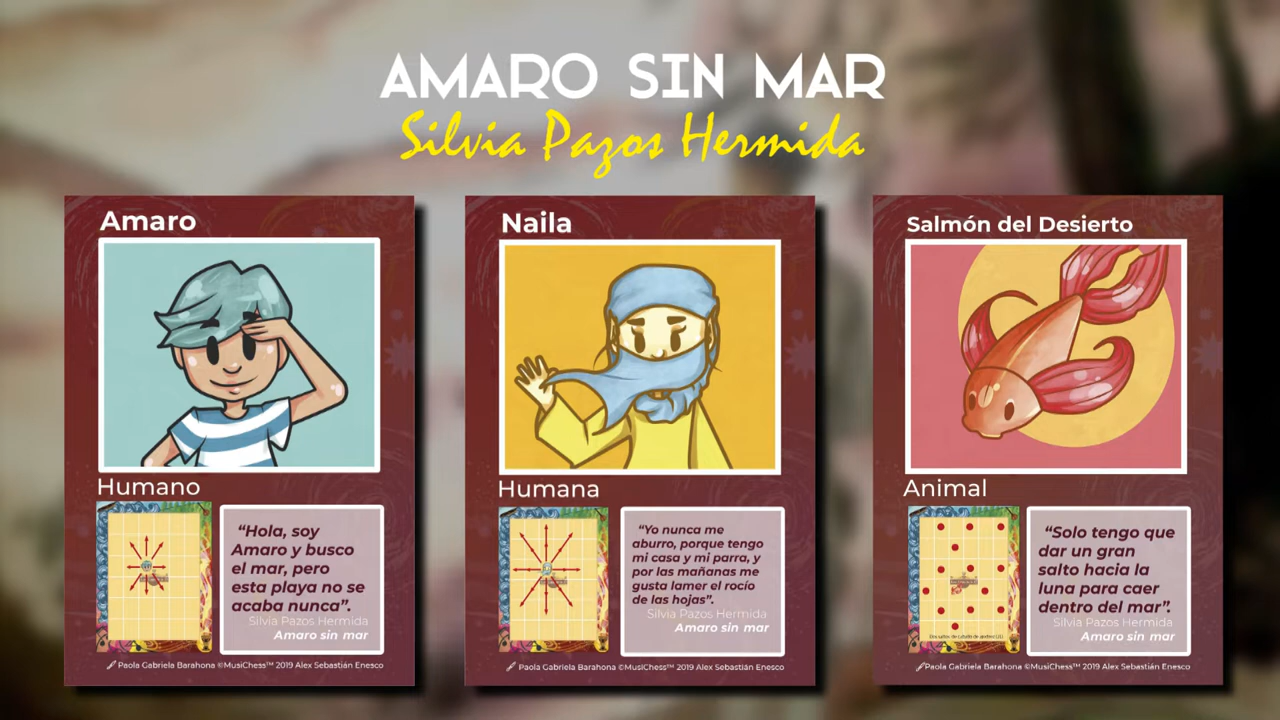 AMARO SIN MAR
Silvia Pazos Hermida
Amaro
Humano
“Hola, soy
Amaro y busco
el mar, pero
esta playa no se
acaba nunca”.
Silvia Pazos Hermida
Amaro sin mar
Paola Gabriela Barahona ©MusiChess™ 2019 Alex Sebastián Enesco
Naila
Humana
“Yo nunca me
aburro, porque tengo
mi casa y mi parra, y
por las mañanas me
gusta lamer el rocío
de las hojas”.
Silvia Pazos Hermida
Amaro sin mar
Paola Gabriela Barahona ©MusiChess™ 2019 Alex Sebastián Enesco
Salmón del Desierto
Animal
“Solo tengo que
dar un gran
salto hacia la
luna para caer
dentro del mar”.
Silvia Pazos Hermida
Amaro sin mar
Paola Gabriela Barahona ©MusiChess™ 2019 Alex Sebastián Enesco